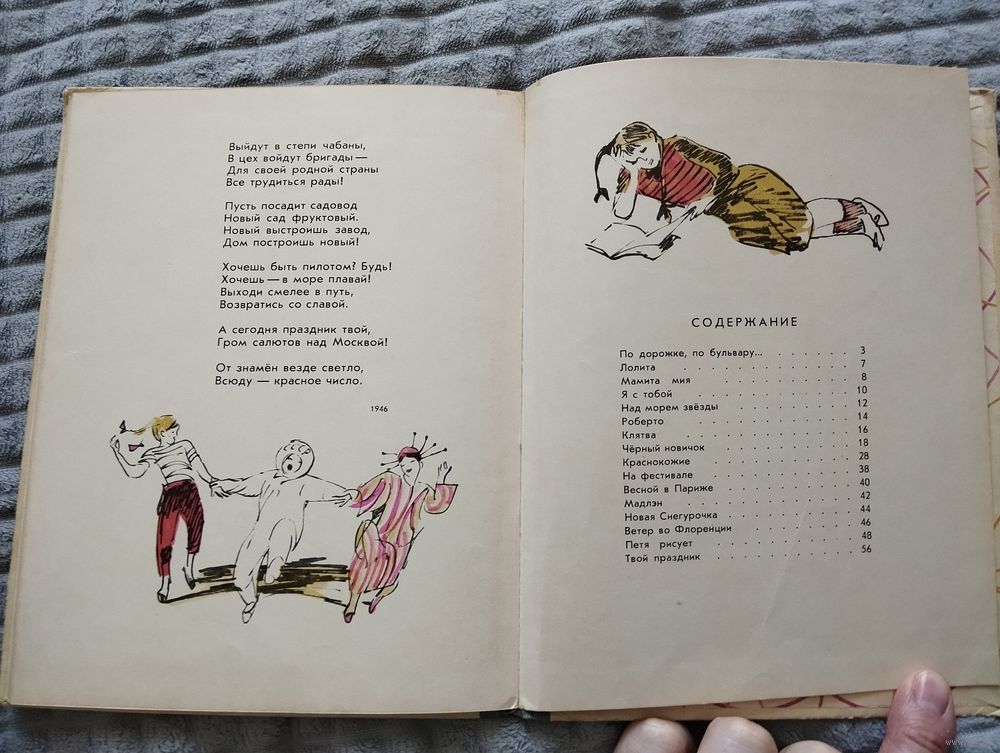 Выйдут в степи чабаны,
В цех войдут бригады —
Для своей родной страны
Все трудиться рады!
Пусть посадит садовод
Новый сад фруктовый.
Новый выстроишь завод,
Дом построишь новый!
Хочешь быть пилотом? Будь!
Хочешь — в море плавай!
Выходи смелее в путь,
Возвратись со славой.
А сегодня праздник твой,
Гром салютов над Москвой!
От знамён везде светло,
Всюду — красное число.
1946
СОДЕРЖАНИЕ
По дорожке, по бульвару... . . . . . . 3
Лолита . . . . . . 7
Мамита мия . . . . . . 8
Я с тобой . . . . . . 10
Над морем звёзды . . . . . . 12
Роберто . . . . . . 14
Клятва . . . . . . 16
Чёрный новичок . . . . . . 18
Краснокожие . . . . . . 28
На фестивале . . . . . . 38
Весной в Париже . . . . . . 40
Мадлэн . . . . . . 42
Новая Снегурочка . . . . . . 44
Ветер во Флоренции . . . . . . 46
Петя рисует . . . . . . 48
Твой праздник . . . . . . 56